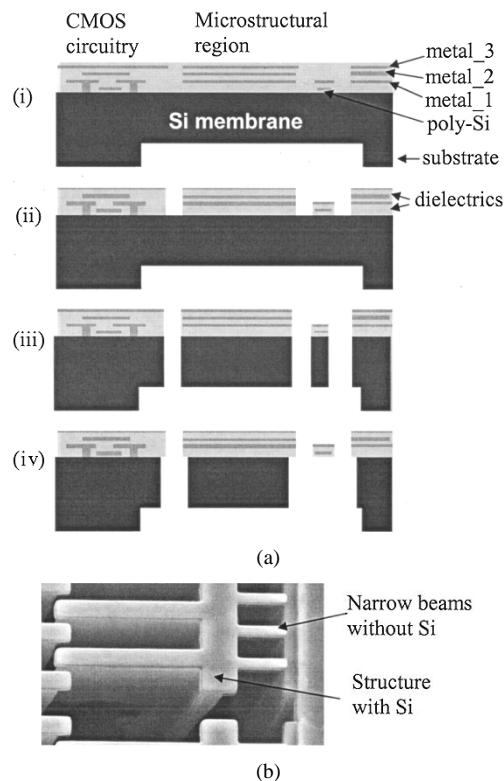 CMOS
circuitry
Microstructural
region
metal_3
metal_2
metal_1
poly-Si
(i)
Si membrane
substrate
(ii)
dielectrics
(iii)
(iv)
(a)
Narrow beams
without Si
Structure
with Si
(b)